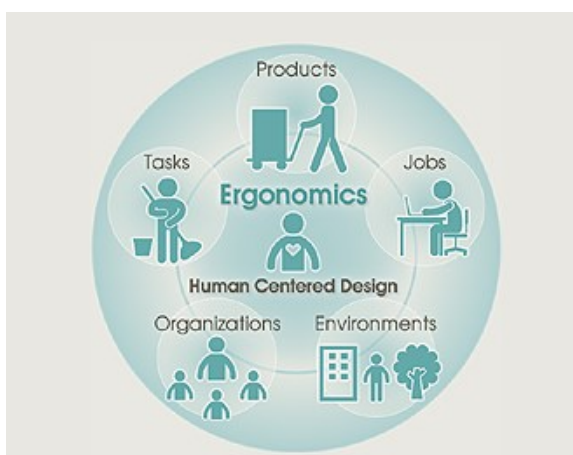 Products
Tasks
Jobs
Ergonomics
Human Centered Design
Organizations
Environments